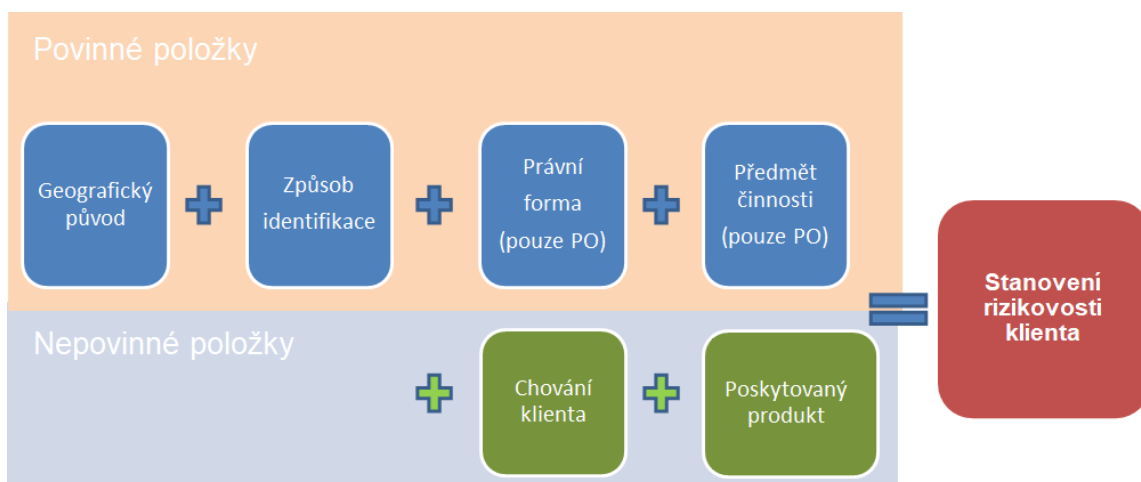 Povinné položky
Geografický
původ
Způsob
identifikace
Právní
forma
(pouze PO)
Předmět
činnosti
(pouze PO)
Stanovení
rizikovosti
klienta
Nepovinné položky
Chování
klienta
Poskytovaný
produkt